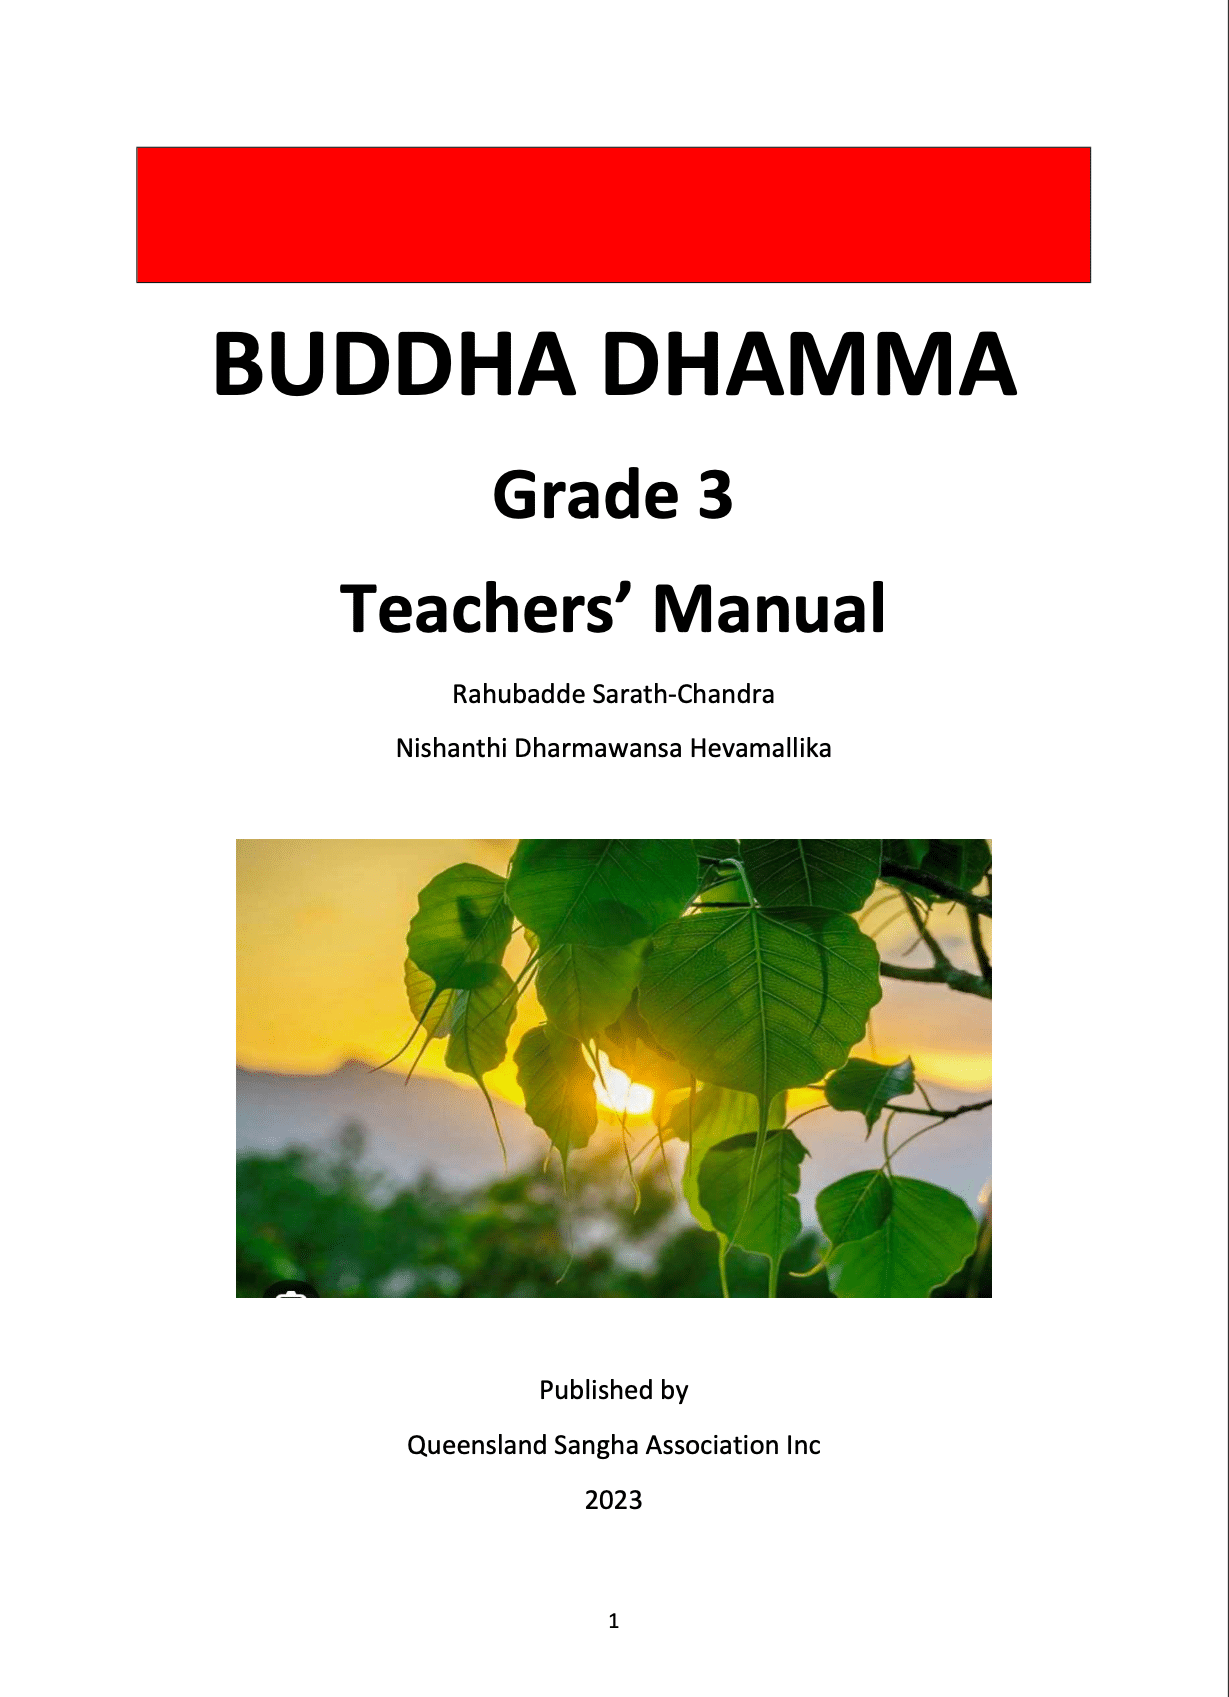 BUDDHA DHAMMA
Grade 3
Teachers’ Manual
Rahubadde Sarath-Chandra
Nishanthi Dharmawansa Hevamallika
Published by
Queensland Sangha Association Inc
2023
1